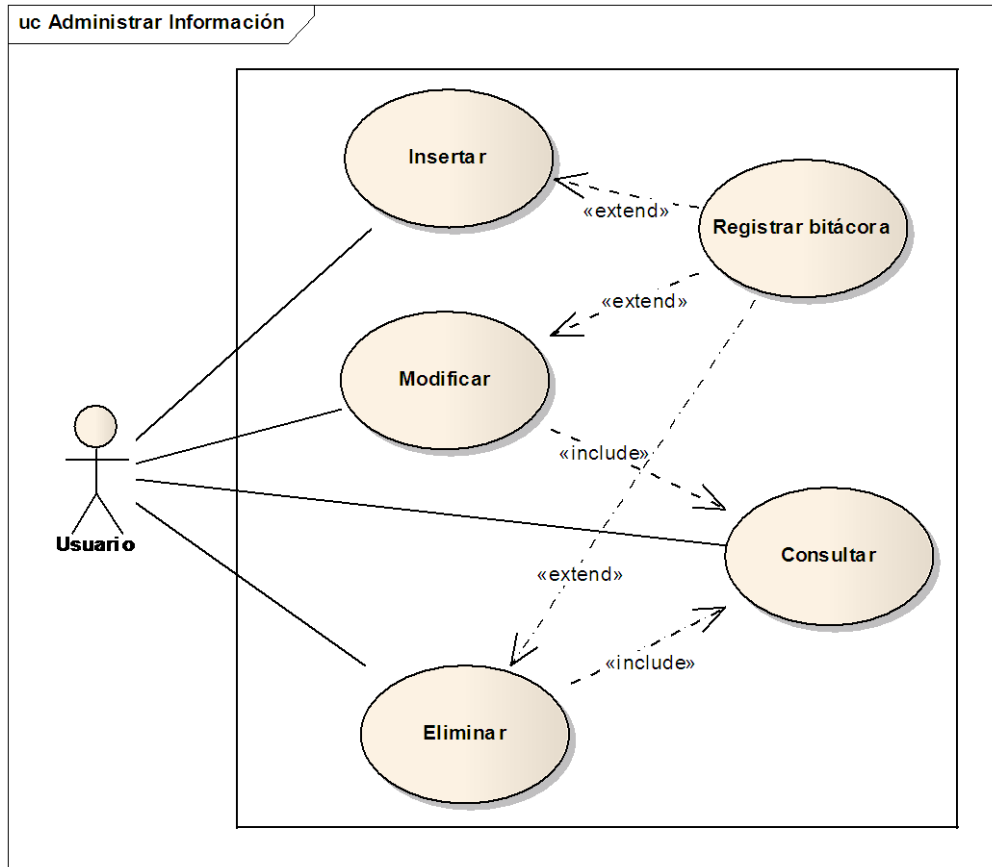 uc Administrar Información
Insertar
«extend»
Registrar bitácora
«extend»
Modificar
«include»
Usuario
Consultar
«extend»
«include»
Eliminar